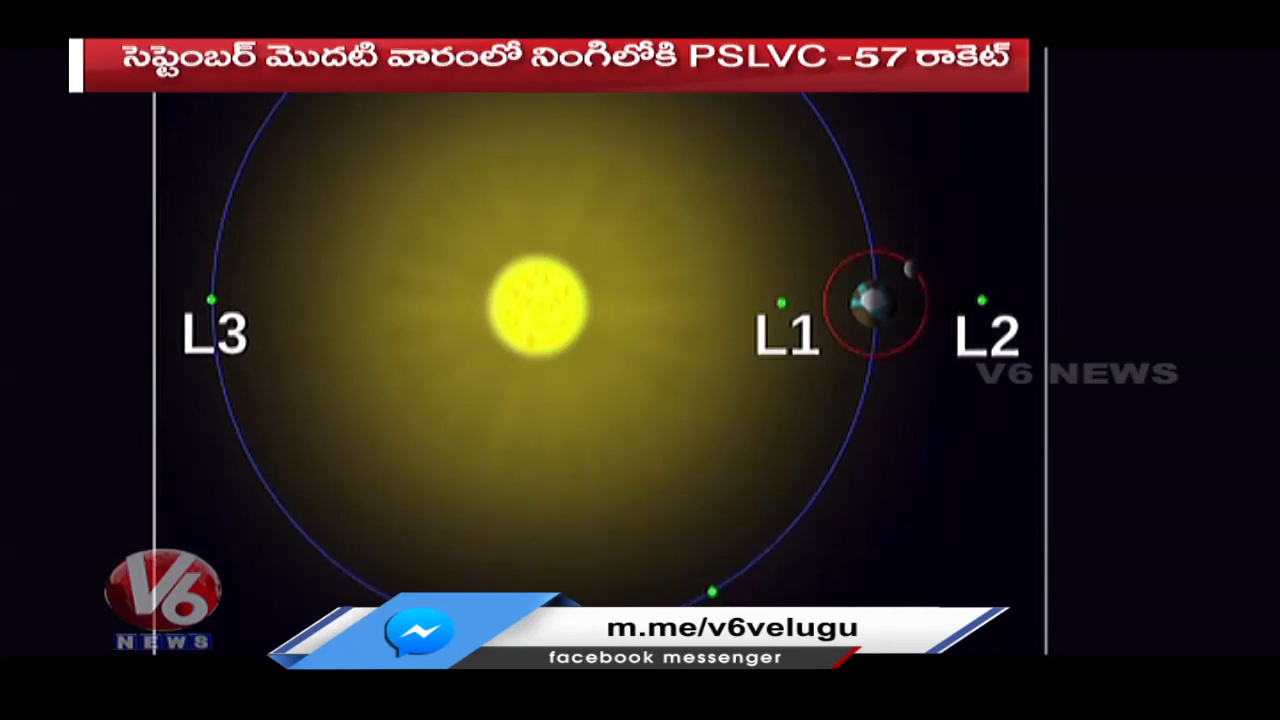 సెప్టెంబర్ మొదటి వారంలో నింగిలోకి PSLVC -57 రాకెట్
L3
L1
L2
V6 NEWS
V6
NEWS
m.me/v6velugu
facebook messenger